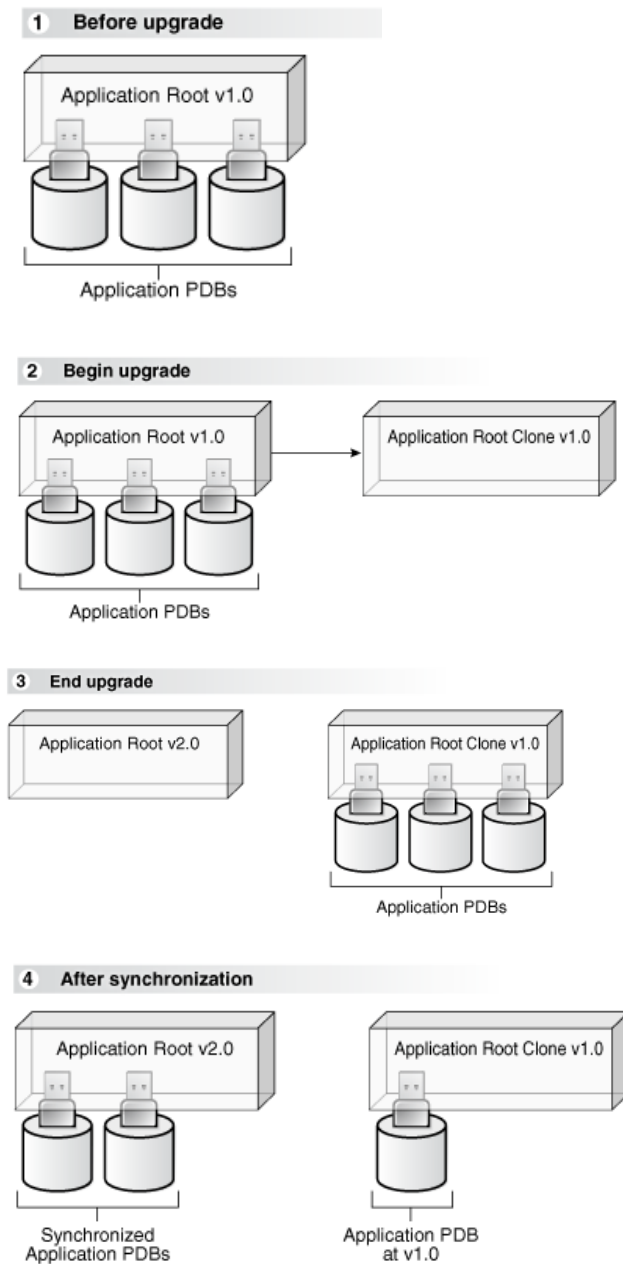 1 Before upgrade
Application Root v1.0
Application PDBs
2 Begin upgrade
Application Root v1.0
Application Root Clone v1.0
Application PDBs
3 End upgrade
Application Root v2.0
Application Root Clone v1.0
Application PDBs
4 After synchronization
Application Root v2.0
Application Root Clone v1.0
Synchronized
Application PDBs
Application PDB
at v1.0